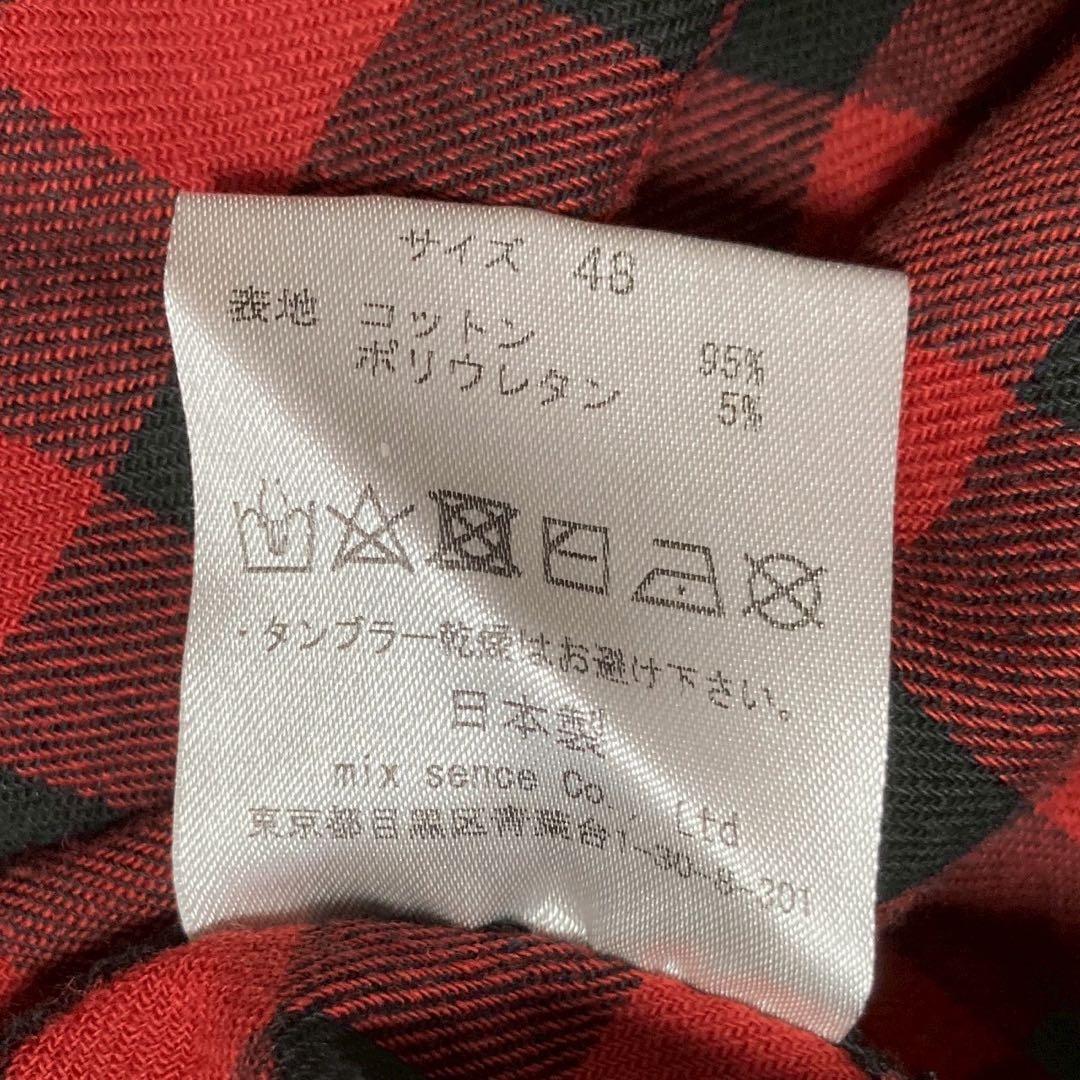 サイズ 48
表地 コットン 95%
ポリウレタン 5%
・タンブラー乾燥はお避け下さい。
日本製
mix sence Co., Ltd
東京都目黒区青葉台1-30-8-301